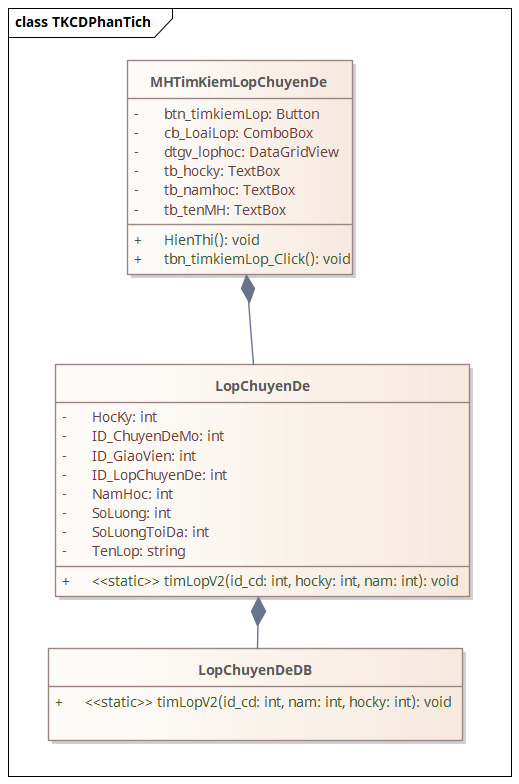 class TKCDPhanTich
MHTimKiemLopChuyenDe
- btn_timkiemLop: Button
- cb_LoaiLop: ComboBox
- dtgv_lophoc: DataGridView
- tb_hocky: TextBox
- tb_namhoc: TextBox
- tb_tenMH: TextBox
+ HienThi(): void
+ tbn_timkiemLop_Click(): void
LopChuyenDe
- HocKy: int
- ID_ChuyenDeMo: int
- ID_GiaoVien: int
- ID_LopChuyenDe: int
- NamHoc: int
- SoLuong: int
- SoLuongToiDa: int
- TenLop: string
+ <<static>> timLopV2(id_cd: int, hocky: int, nam: int): void
LopChuyenDeDB
+ <<static>> timLopV2(id_cd: int, nam: int, hocky: int): void